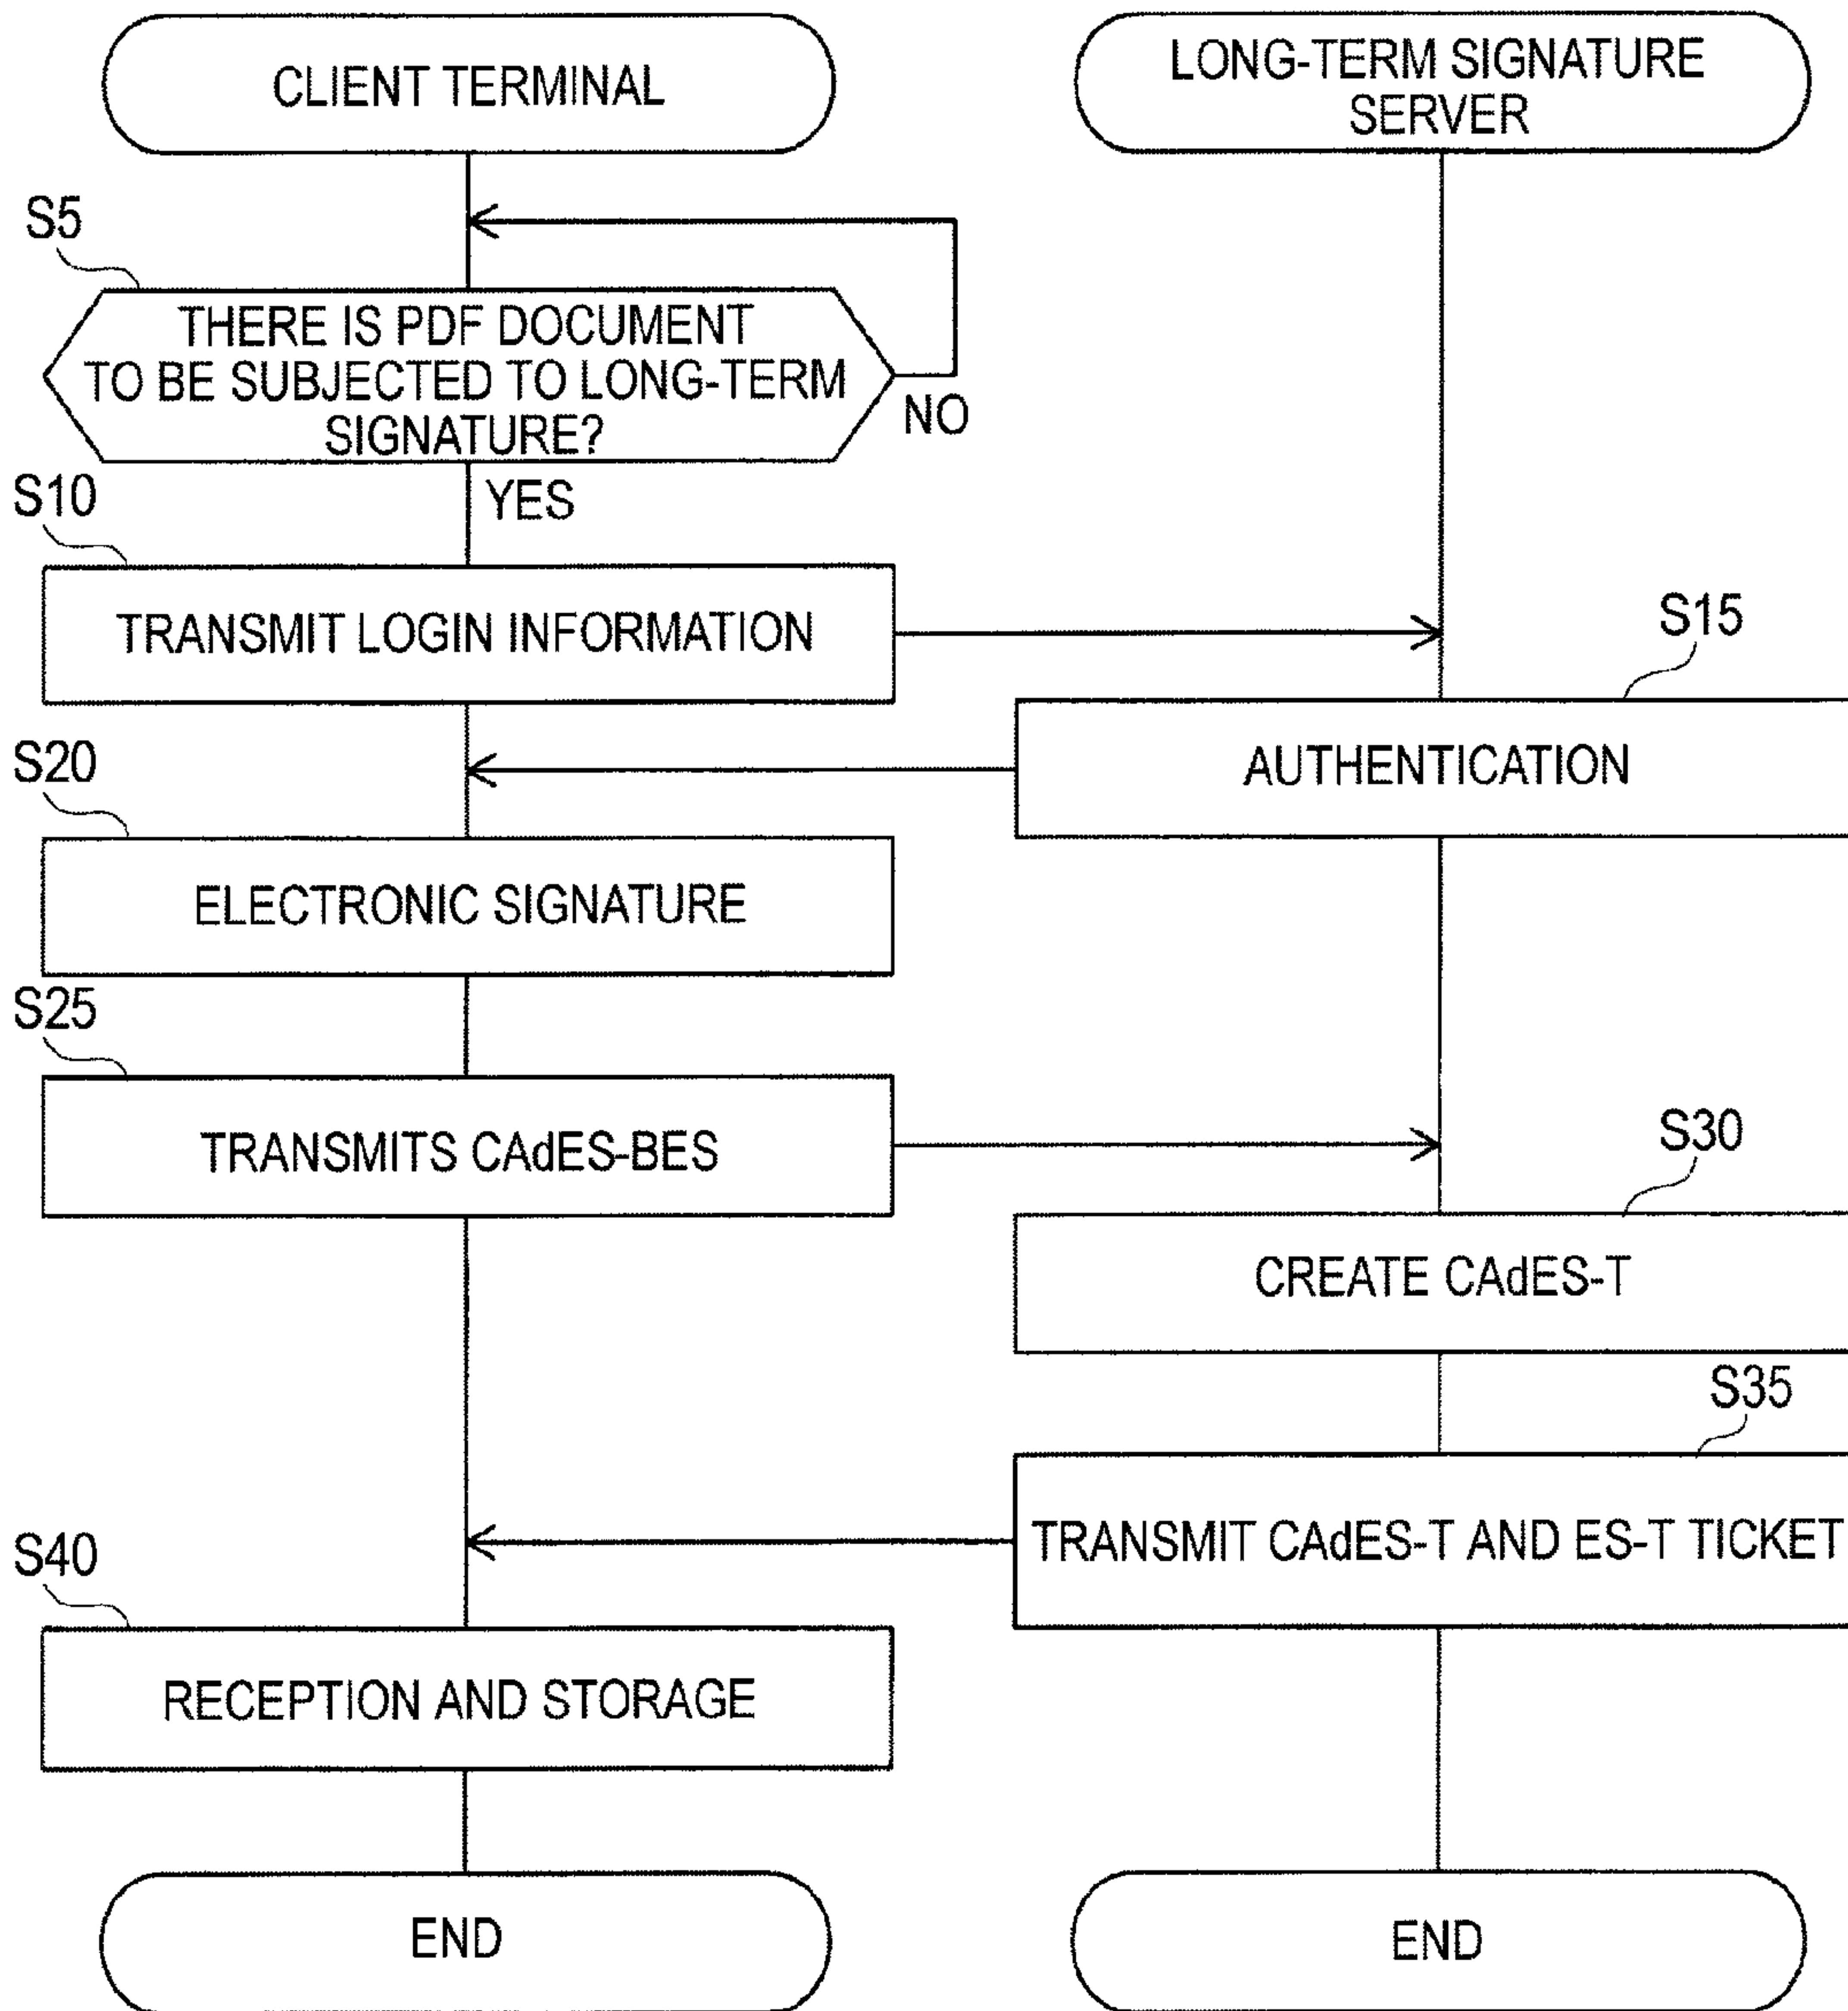 CLIENT TERMINAL
LONG-TERM SIGNATURE
SERVER
S5
THERE IS PDF DOCUMENT
TO BE SUBJECTED TO LONG-TERM
SIGNATURE?
NO
YES
S10
TRANSMIT LOGIN INFORMATION
S15
AUTHENTICATION
S20
ELECTRONIC SIGNATURE
S25
TRANSMITS CAdES-BES
S30
CREATE CAdES-T
S35
TRANSMIT CAdES-T AND ES-T TICKET
S40
RECEPTION AND STORAGE
END
END